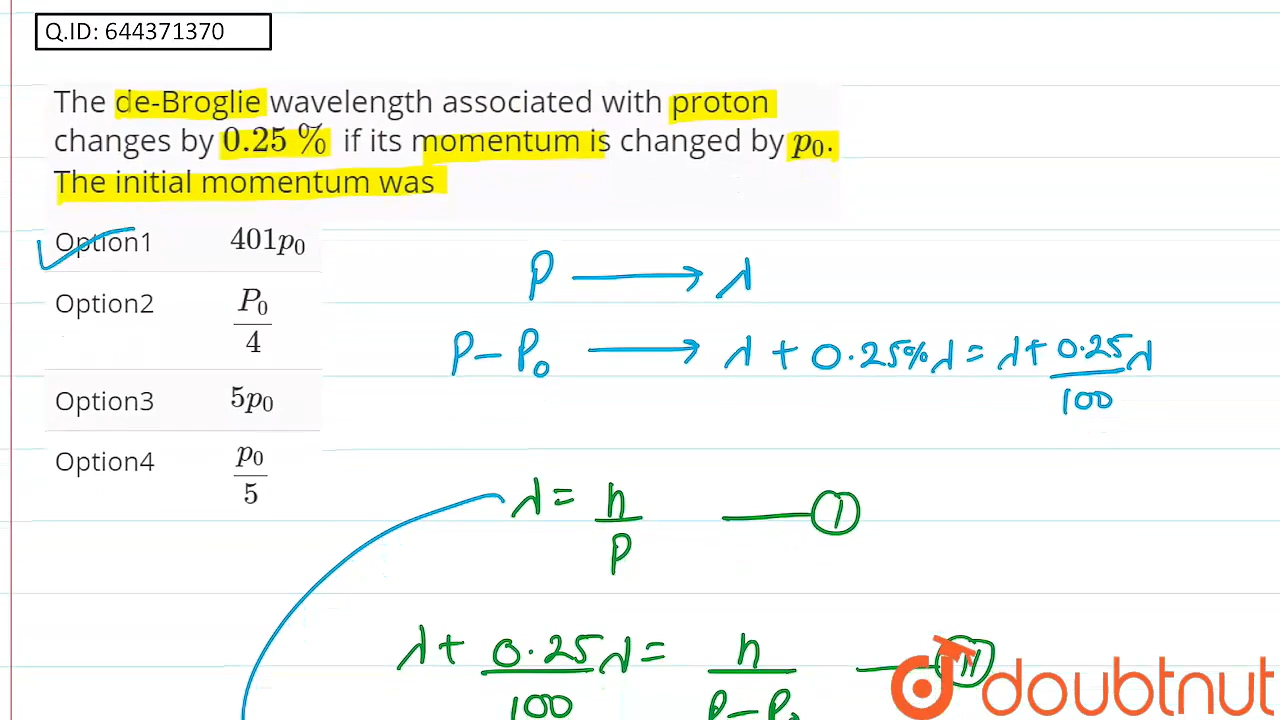 Q.ID: 644371370
The de-Broglie wavelength associated with proton
changes by 0.25 % if its momentum is changed by p₀.
The initial momentum was
Option1 401p₀
Option2 P₀/4
Option3 5p₀
Option4 p₀/5
P ⟶ λ
P − P₀ ⟶ λ + 0.25% λ = λ + 0.25/100 λ
λ = h/P — (I)
λ + 0.25/100 λ = h/(P − P₀) — (II)
doubtnut